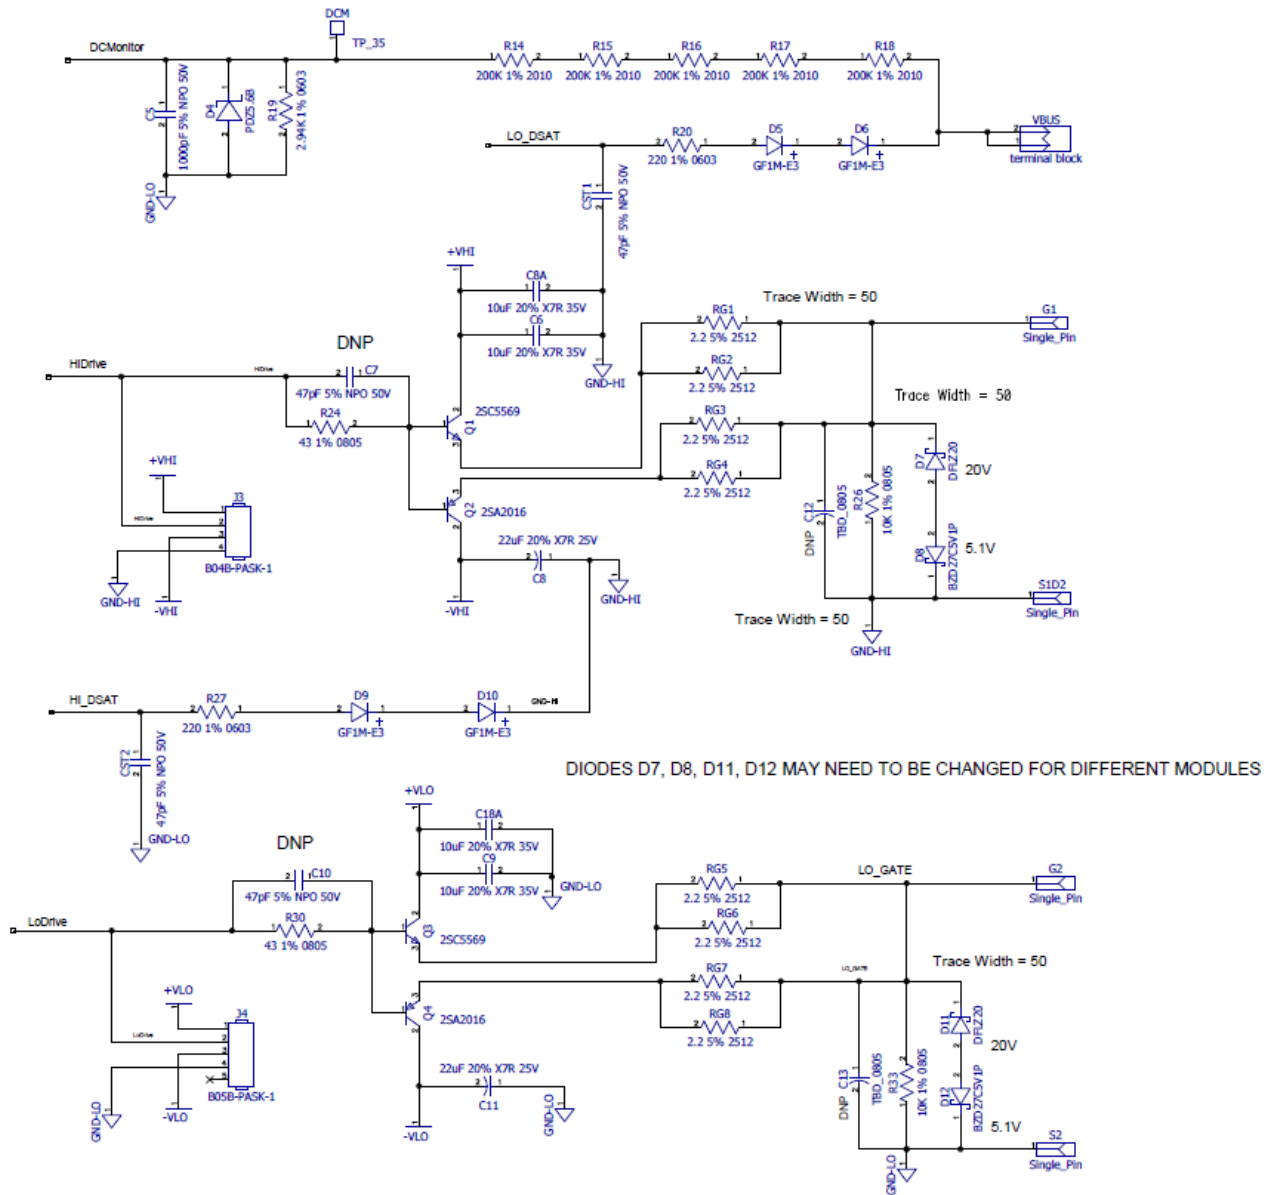 DCM
TP_35
DCMonitor
R14
200K 1% 2010
R15
200K 1% 2010
R16
200K 1% 2010
R17
200K 1% 2010
R18
200K 1% 2010
C5
1000pF 5% NPO 50V
D4
PDZ5.6B
R19
2.94K 1% 0603
GND-LO
LO_DSAT
R20
220 1% 0603
D5
GF1M-E3
D6
GF1M-E3
VBUS
terminal block
CST1
47pF 5% NPO 50V
+VHI
C8A
10uF 20% X7R 35V
C6
10uF 20% X7R 35V
GND-HI
Trace Width = 50
RG1
2.2 5% 2512
RG2
2.2 5% 2512
G1
Single_Pin
DNP
HIDrive
HIDrive
C7
47pF 5% NPO 50V
R24
43 1% 0805
2SC5569
Q1
Trace Width = 50
RG3
2.2 5% 2512
RG4
2.2 5% 2512
D7
DFLZ20
20V
+VHI
J3
HIDrive
B04B-PASK-1
GND-HI
-VHI
Q2
2SA2016
22uF 20% X7R 25V
C8
GND-HI
-VHI
DNP C12
TBD_0805
R26
10K 1% 0805
D8
BZD27C5V1P
5.1V
S1D2
Single_Pin
Trace Width = 50
GND-HI
HI_DSAT
R27
220 1% 0603
D9
GF1M-E3
D10
GF1M-E3
GND-HI
CST2
47pF 5% NPO 50V
GND-LO
DIODES D7, D8, D11, D12 MAY NEED TO BE CHANGED FOR DIFFERENT MODULES
+VLO
C18A
10uF 20% X7R 35V
C9
10uF 20% X7R 35V
GND-LO
DNP
C10
47pF 5% NPO 50V
LoDrive
R30
43 1% 0805
Q3
2SC5569
RG5
2.2 5% 2512
RG6
2.2 5% 2512
LO_GATE
G2
Single_Pin
RG7
2.2 5% 2512
RG8
2.2 5% 2512
LO_GATE
Trace Width = 50
+VLO
J4
LoDrive
B05B-PASK-1
GND-LO
-VLO
Q4
2SA2016
22uF 20% X7R 25V
C11
GND-LO
-VLO
DNP C13
TBD_0805
R33
10K 1% 0805
D11
DFLZ20
20V
D12
BZD27C5V1P
5.1V
S2
Single_Pin
GND-LO